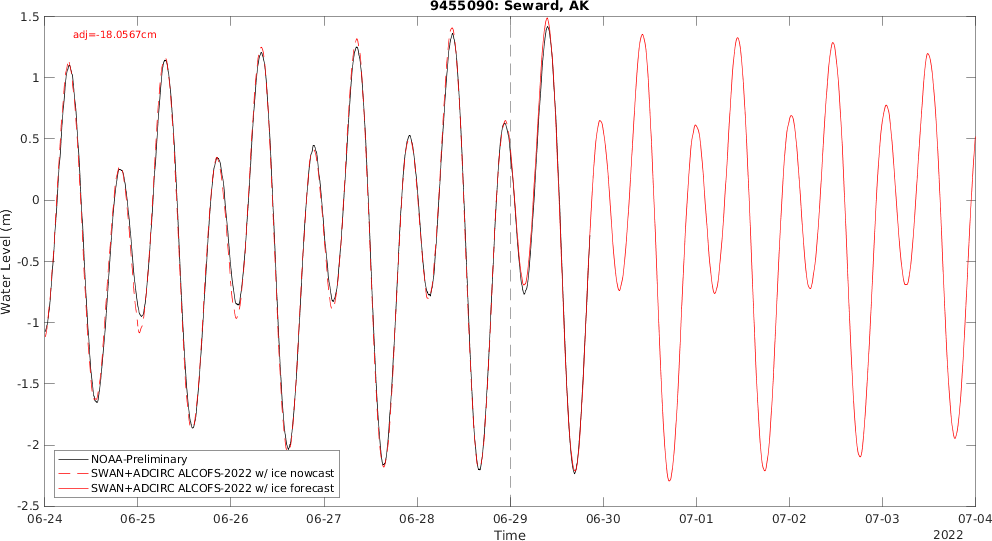 9455090: Seward, AK
adj=-18.0567cm
1.5
1
0.5
0
-0.5
-1
-1.5
-2
-2.5
Water Level (m)
NOAA-Preliminary
SWAN+ADCIRC ALCOFS-2022 w/ ice nowcast
SWAN+ADCIRC ALCOFS-2022 w/ ice forecast
06-24 06-25 06-26 06-27 06-28 06-29 06-30 07-01 07-02 07-03 07-04
Time
2022